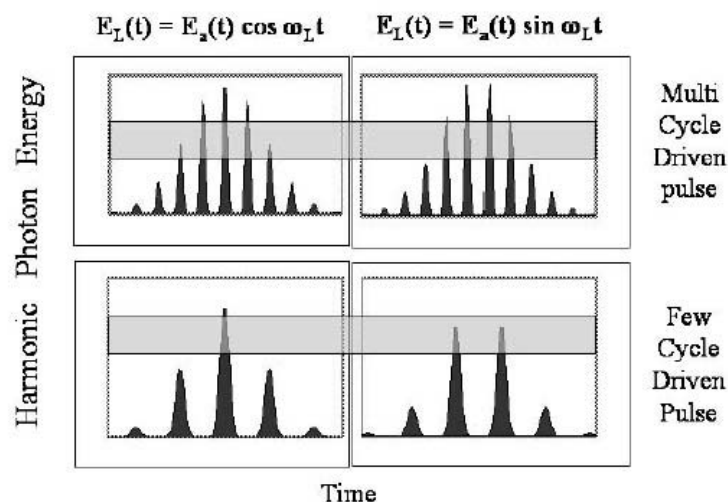 E_L(t) = E_a(t) cos ω_L t
E_L(t) = E_a(t) sin ω_L t
Harmonic Photon Energy
Multi
Cycle
Driven
pulse
Few
Cycle
Driven
Pulse
Time